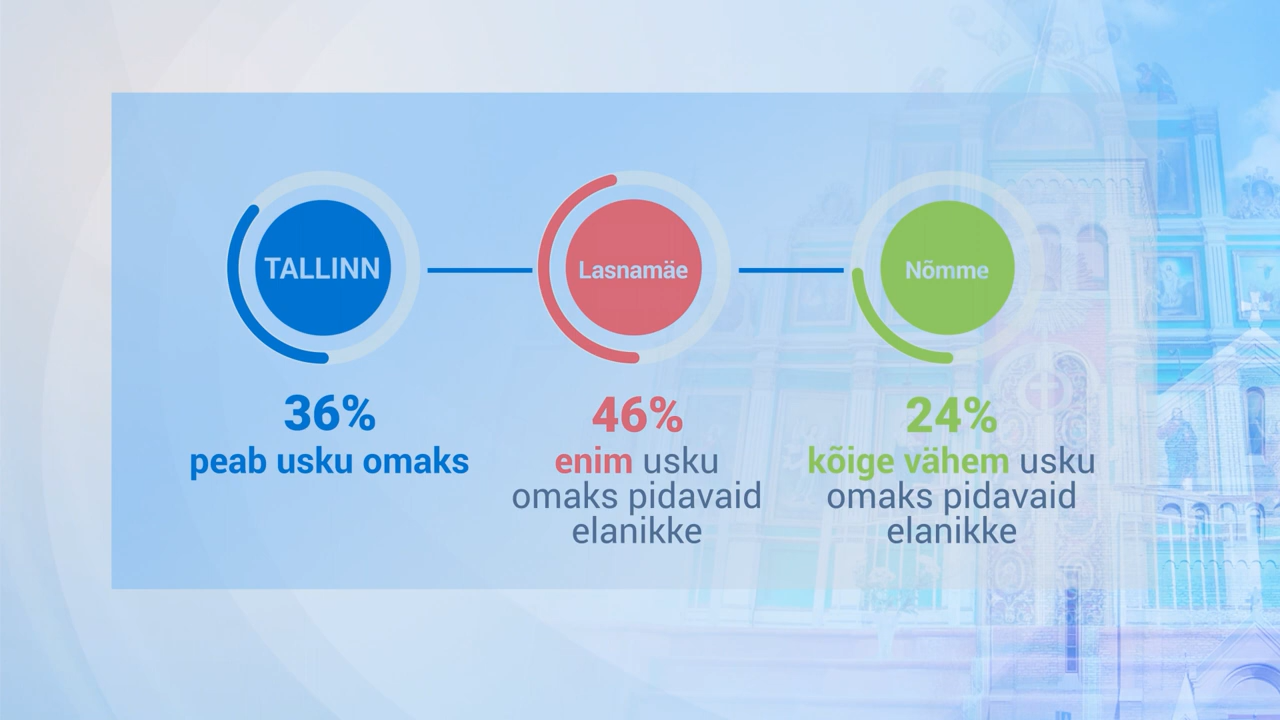 TALLINN
36%
peab usku omaks
Lasnamäe
46%
enim usku
omaks pidavaid
elanikke
Nõmme
24%
kõige vähem usku
omaks pidavaid
elanikke